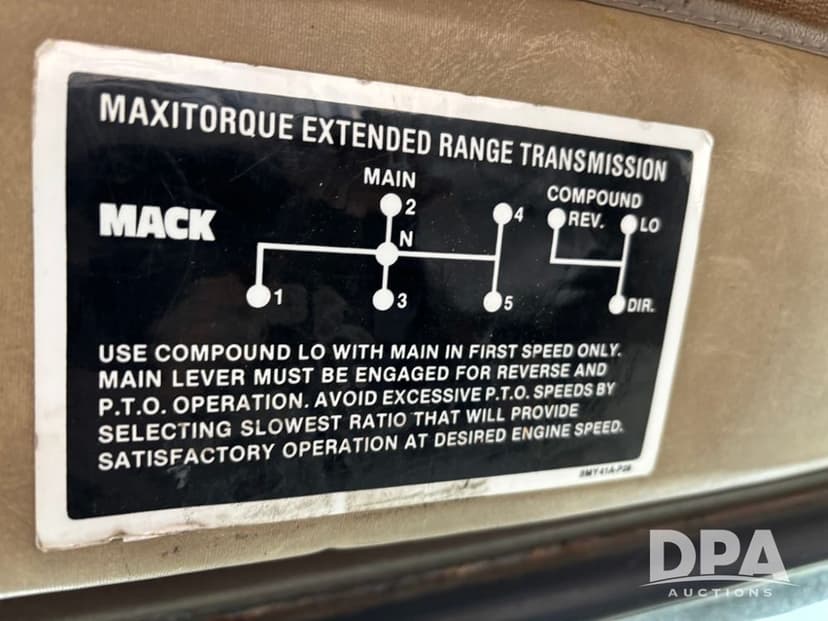 MAXITORQUE EXTENDED RANGE TRANSMISSION
MAIN
COMPOUND
MACK
2
4
REV.
LO
N
1
3
5
DIR.
USE COMPOUND LO WITH MAIN IN FIRST SPEED ONLY.
MAIN LEVER MUST BE ENGAGED FOR REVERSE AND
P.T.O. OPERATION. AVOID EXCESSIVE P.T.O. SPEEDS BY
SELECTING SLOWEST RATIO THAT WILL PROVIDE
SATISFACTORY OPERATION AT DESIRED ENGINE SPEED.
DPA
AUCTIONS